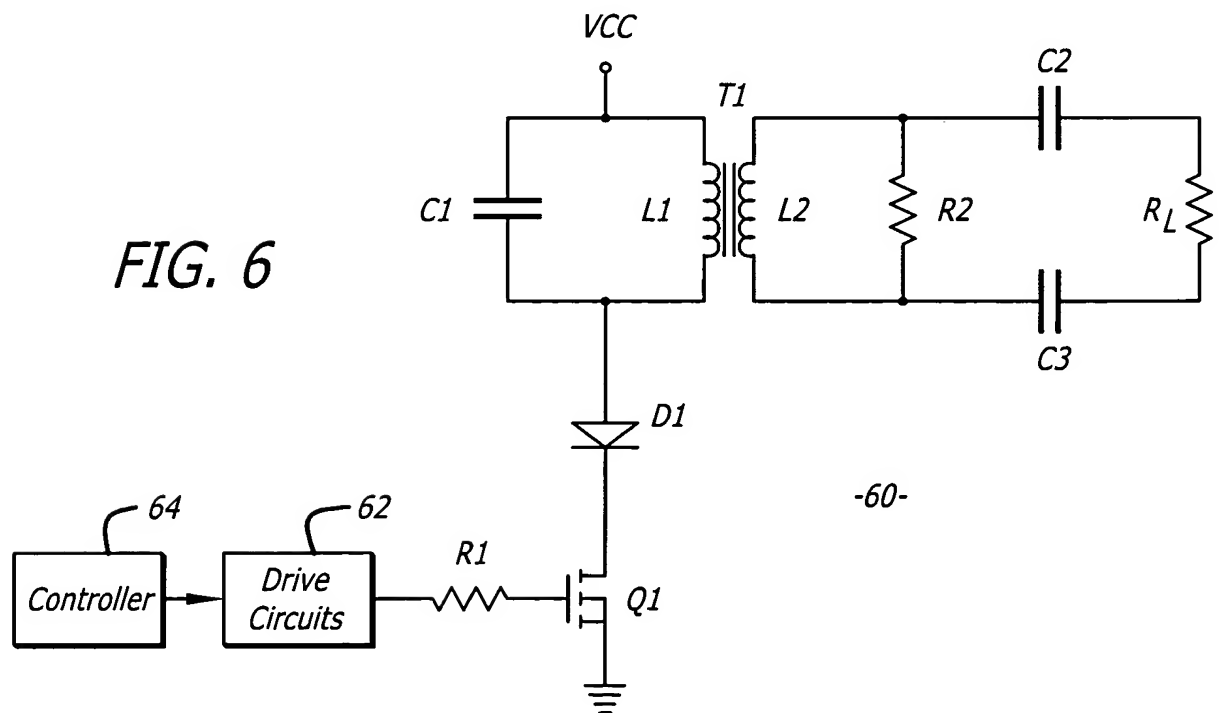 VCC
C2
T1
C1
L1
L2
R2
R_L
FIG. 6
C3
D1
-60-
64
62
R1
Controller
Drive
Circuits
Q1